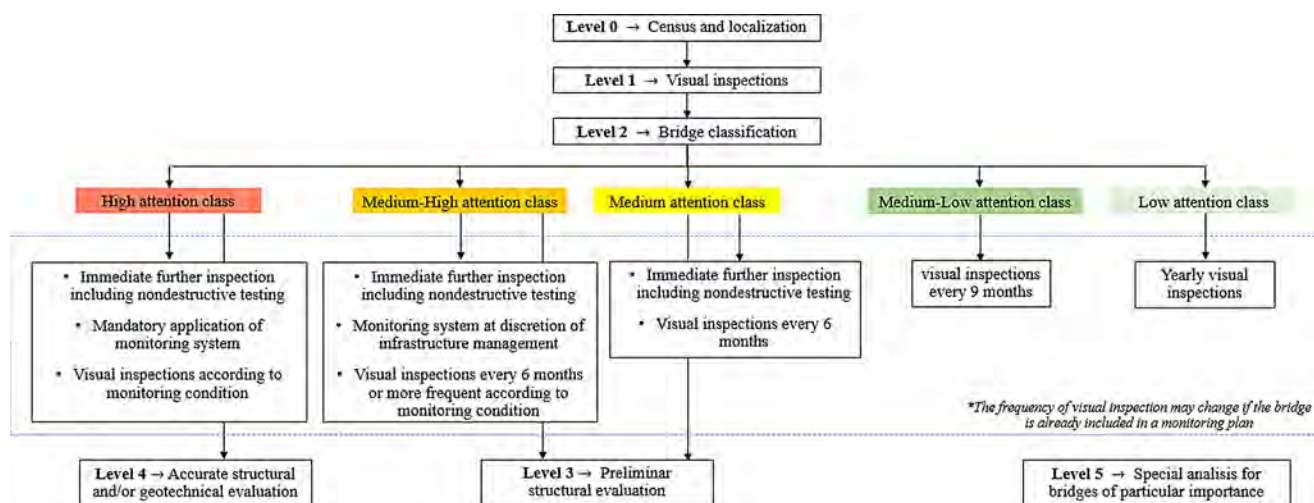 Level 0 → Census and localization
Level 1 → Visual inspections
Level 2 → Bridge classification
High attention class
Medium-High attention class
Medium attention class
Medium-Low attention class
Low attention class
• Immediate further inspection
including nondestructive testing
• Mandatory application of
monitoring system
• Visual inspections according to
monitoring condition
• Immediate further inspection
including nondestructive testing
• Monitoring system at discretion of
infrastructure management
• Visual inspections every 6 months
or more frequent according to
monitoring condition
• Immediate further inspection
including nondestructive testing
• Visual inspections every 6
months
visual inspections
every 9 months
Yearly visual
inspections
*The frequency of visual inspection may change if the bridge
is already included in a monitoring plan
Level 4 → Accurate structural
and/or geotechnical evaluation
Level 3 → Preliminar
structural evaluation
Level 5 → Special analisis for
bridges of particular importance